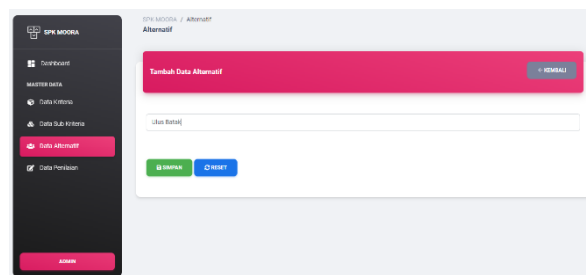 SPK MOORA
Dashboard
MASTER DATA
Data Kriteria
Data Sub Kriteria
Data Alternatif
Data Penilaian
ADMIN
SPK MOORA / Alternatif
Alternatif
Tambah Data Alternatif
KEMBALI
Ulus Batak
SIMPAN
RESET